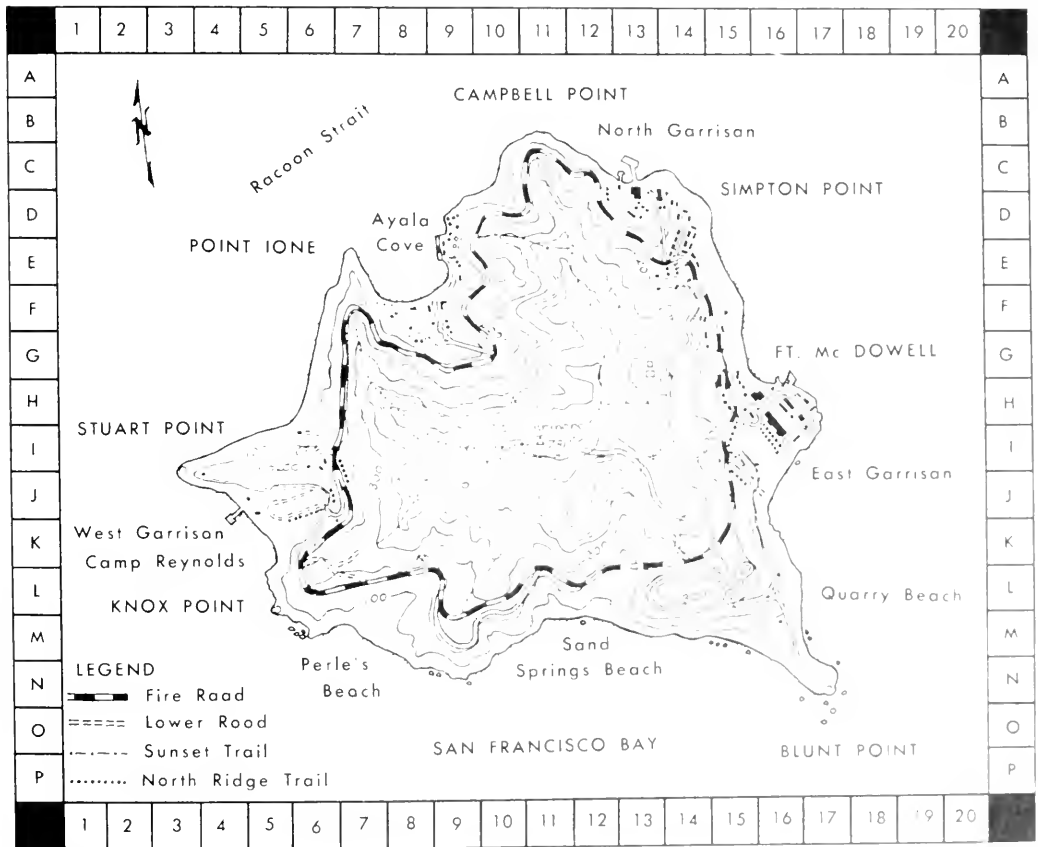 1 2 3 4 5 6 7 8 9 10 11 12 13 14 15 16 17 18 19 20
A A
B B
C C
D D
E E
F F
G G
H H
I I
J J
K K
L L
M M
N N
O O
P P
N
CAMPBELL POINT
North Garrisan
Racoon Strait
SIMPTON POINT
Ayala
Cove
POINT IONE
FT. Mc DOWELL
STUART POINT
East Garrison
West Garrison
Camp Reynolds
KNOX POINT
Quarry Beach
Perle's
Beach
Sand
Springs Beach
LEGEND
Fire Raad
Lower Rood
Sunset Trail
North Ridge Trail
SAN FRANCISCO BAY
BLUNT POINT
1 2 3 4 5 6 7 8 9 10 11 12 13 14 15 16 17 18 19 20